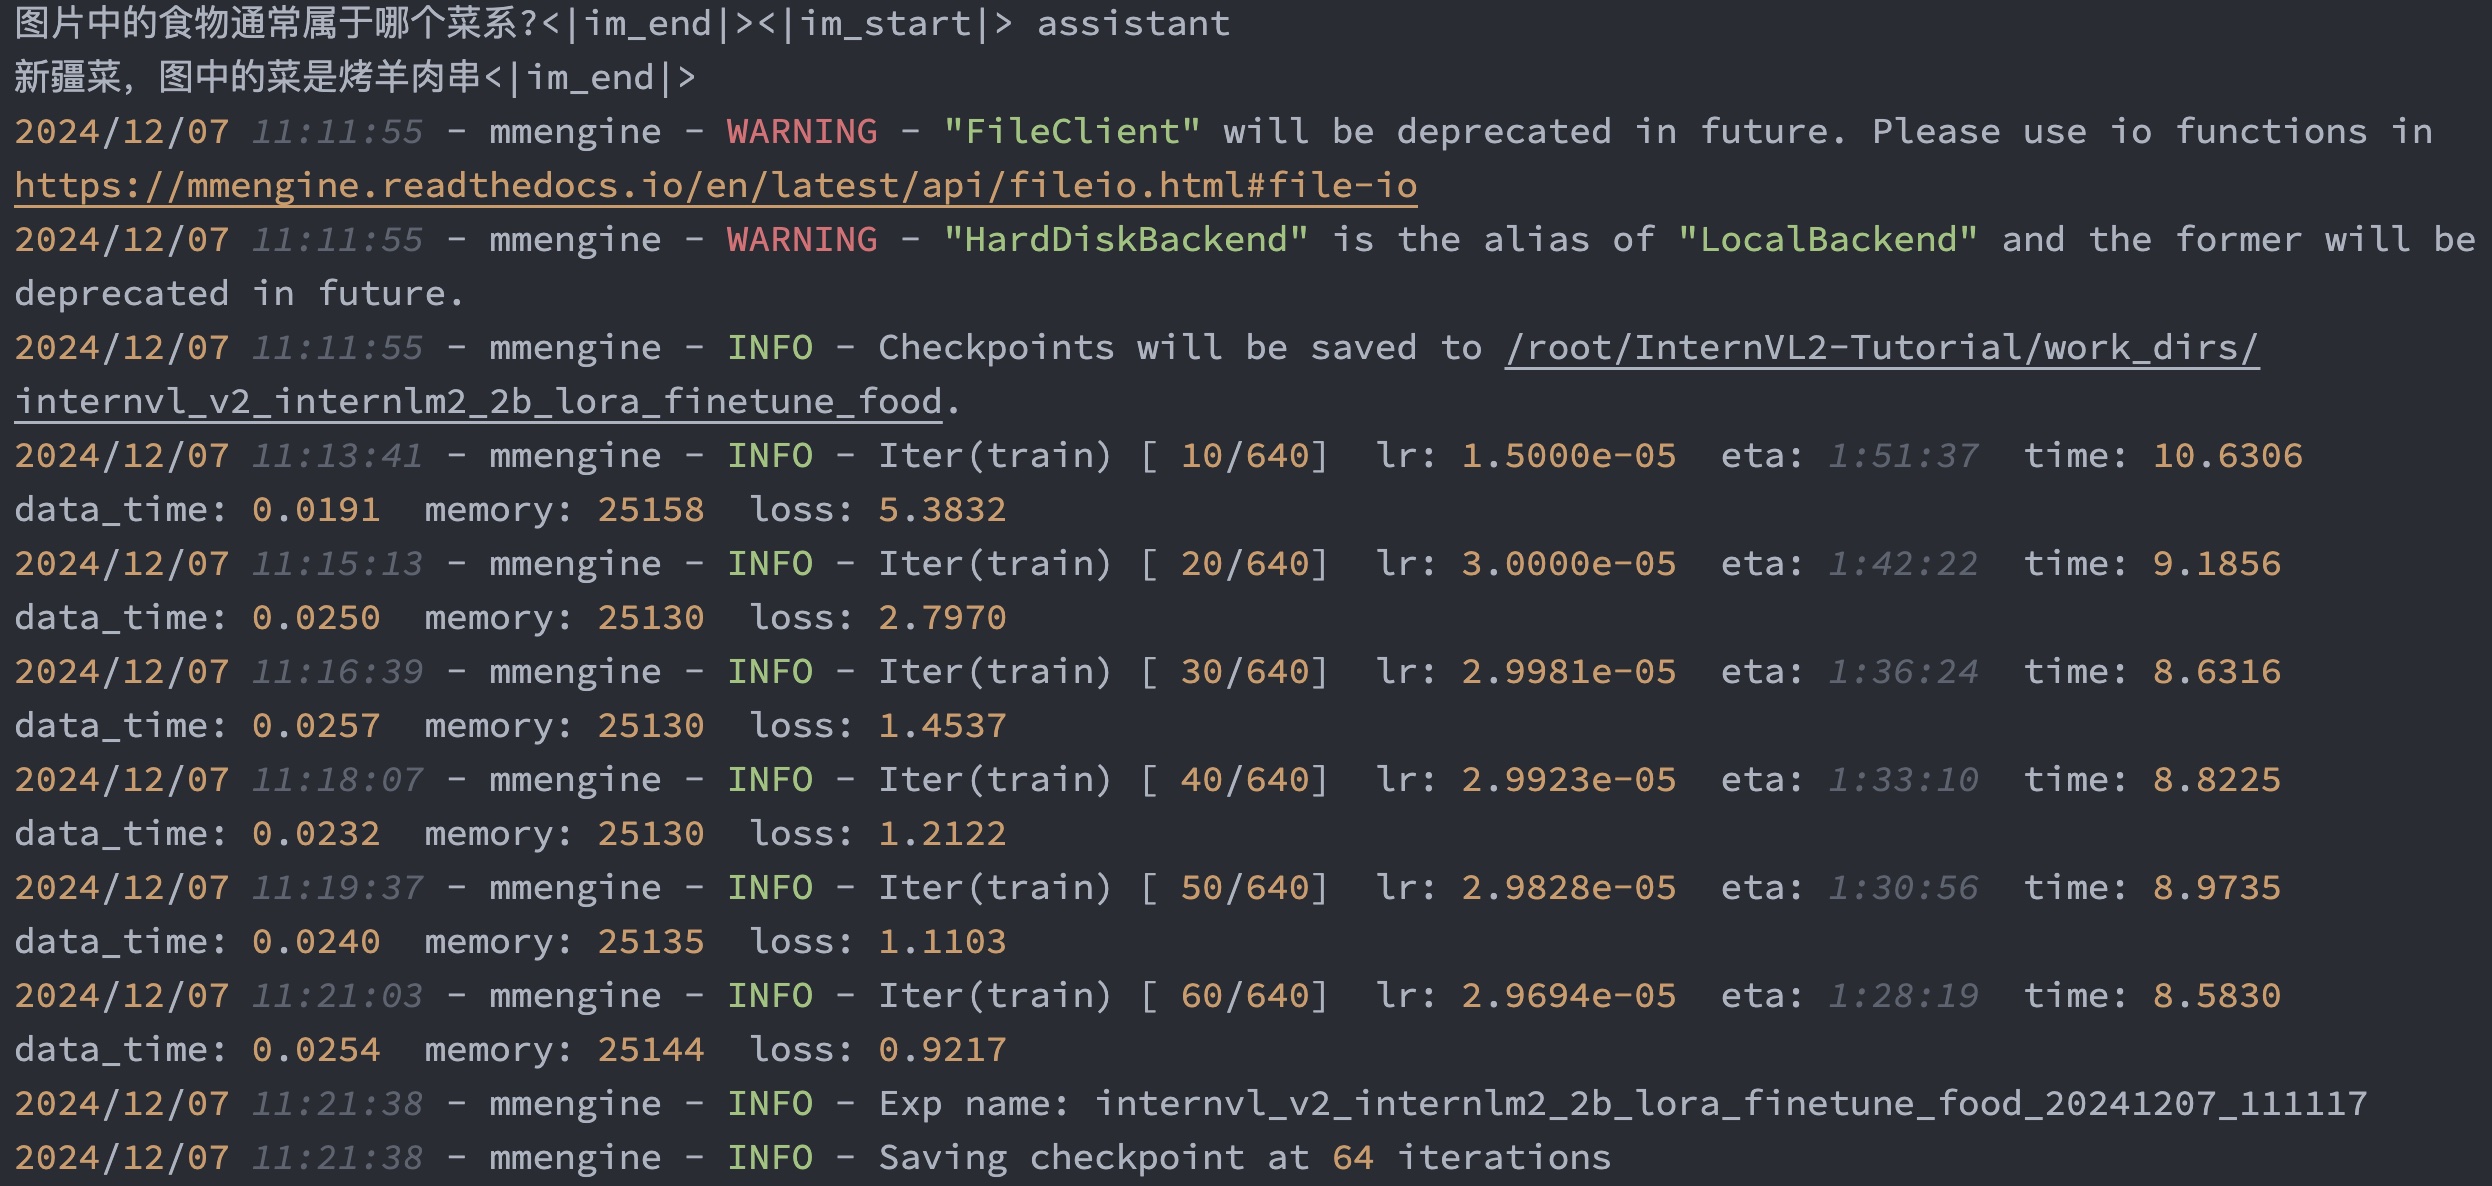 图片中的食物通常属于哪个菜系?<|im_end|><|im_start|> assistant
新疆菜, 图中的菜是烤羊肉串<|im_end|>
2024/12/07 11:11:55 - mmengine - WARNING - "FileClient" will be deprecated in future. Please use io functions in
https://mmengine.readthedocs.io/en/latest/api/fileio.html#file-io
2024/12/07 11:11:55 - mmengine - WARNING - "HardDiskBackend" is the alias of "LocalBackend" and the former will be
deprecated in future.
2024/12/07 11:11:55 - mmengine - INFO - Checkpoints will be saved to /root/InternVL2-Tutorial/work_dirs/
internvl_v2_internlm2_2b_lora_finetune_food.
2024/12/07 11:13:41 - mmengine - INFO - Iter(train) [ 10/640]  lr: 1.5000e-05  eta: 1:51:37  time: 10.6306
data_time: 0.0191  memory: 25158  loss: 5.3832
2024/12/07 11:15:13 - mmengine - INFO - Iter(train) [ 20/640]  lr: 3.0000e-05  eta: 1:42:22  time: 9.1856
data_time: 0.0250  memory: 25130  loss: 2.7970
2024/12/07 11:16:39 - mmengine - INFO - Iter(train) [ 30/640]  lr: 2.9981e-05  eta: 1:36:24  time: 8.6316
data_time: 0.0257  memory: 25130  loss: 1.4537
2024/12/07 11:18:07 - mmengine - INFO - Iter(train) [ 40/640]  lr: 2.9923e-05  eta: 1:33:10  time: 8.8225
data_time: 0.0232  memory: 25130  loss: 1.2122
2024/12/07 11:19:37 - mmengine - INFO - Iter(train) [ 50/640]  lr: 2.9828e-05  eta: 1:30:56  time: 8.9735
data_time: 0.0240  memory: 25135  loss: 1.1103
2024/12/07 11:21:03 - mmengine - INFO - Iter(train) [ 60/640]  lr: 2.9694e-05  eta: 1:28:19  time: 8.5830
data_time: 0.0254  memory: 25144  loss: 0.9217
2024/12/07 11:21:38 - mmengine - INFO - Exp name: internvl_v2_internlm2_2b_lora_finetune_food_20241207_111117
2024/12/07 11:21:38 - mmengine - INFO - Saving checkpoint at 64 iterations